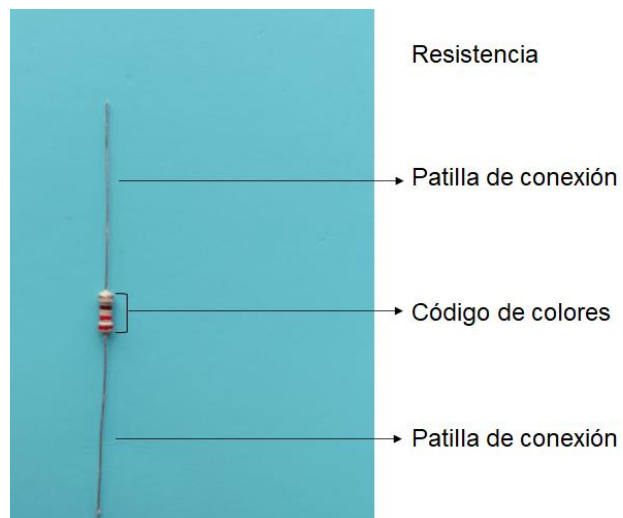 Resistencia
Patilla de conexión
Código de colores
Patilla de conexión